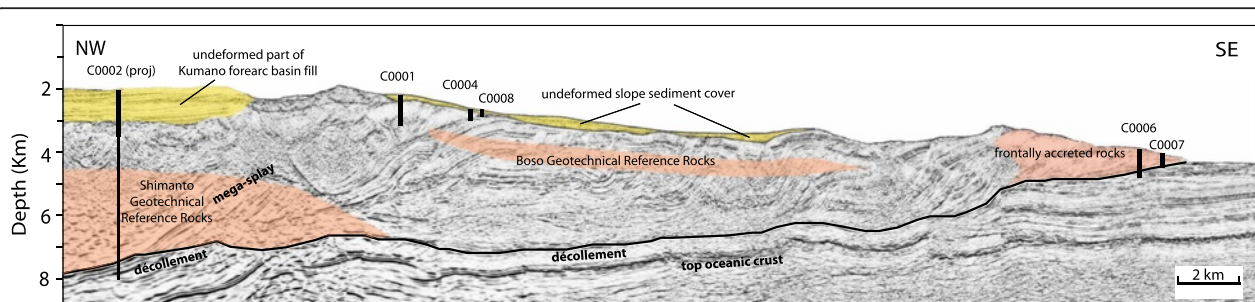 NW
SE
undeformed part of
Kumano forearc basin fill
C0002 (proj)
C0001
C0004
C0008
undeformed slope sediment cover
C0006
C0007
2
4
6
8
Depth (Km)
Boso Geotechnical Reference Rocks
frontally accreted rocks
Shimanto
Geotechnical
Reference Rocks
mega-splay
décollement
décollement
top oceanic crust
2 km